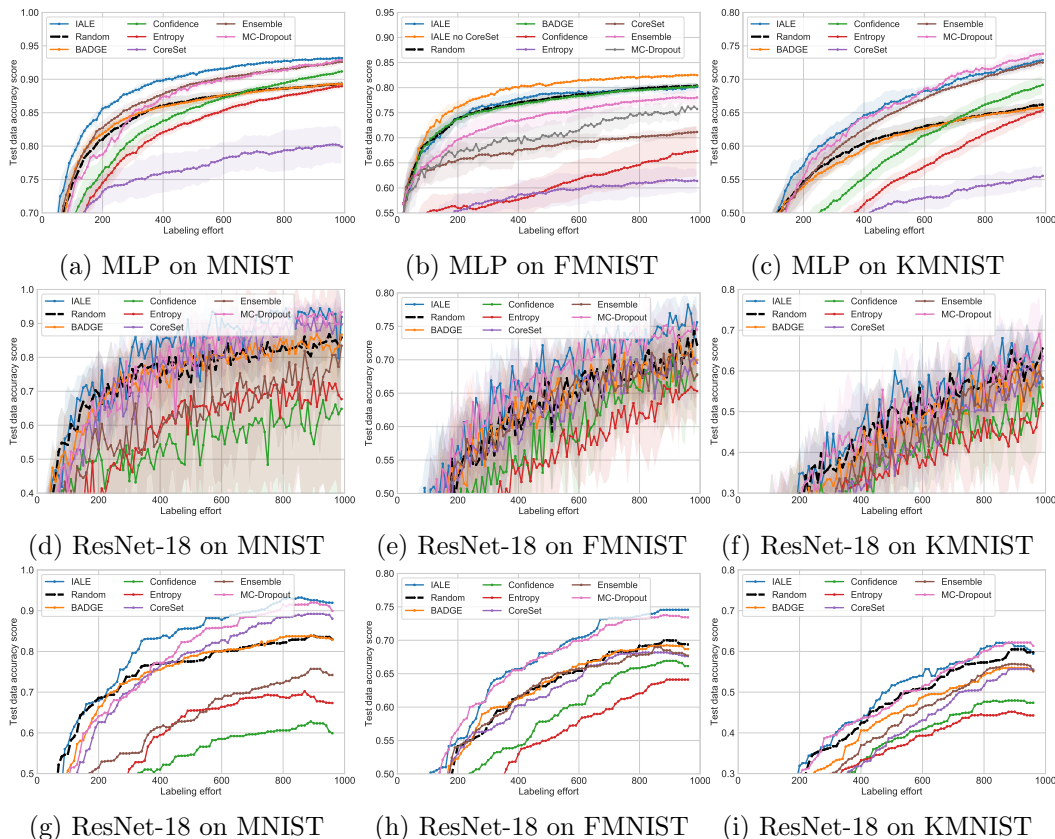 1.00 0.95 0.90 0.85 0.80 0.75 0.70
Test data accuracy score
IALE Confidence Ensemble
Random Entropy MC-Dropout
BADGE CoreSet
0 200 400 600 800 1000
Labeling effort
(a) MLP on MNIST
0.95 0.90 0.85 0.80 0.75 0.70 0.65 0.60 0.55
Test data accuracy score
IALE BADGE CoreSet
IALE no CoreSet Confidence Ensemble
Random Entropy MC-Dropout
0 200 400 600 800 1000
Labeling effort
(b) MLP on FMNIST
0.80 0.75 0.70 0.65 0.60 0.55 0.50
Test data accuracy score
IALE Confidence Ensemble
Random Entropy MC-Dropout
BADGE CoreSet
0 200 400 600 800 1000
Labeling effort
(c) MLP on KMNIST
1.0 0.9 0.8 0.7 0.6 0.5 0.4
Test data accuracy score
IALE Confidence Ensemble
Random Entropy MC-Dropout
BADGE CoreSet
0 200 400 600 800 1000
Labeling effort
(d) ResNet-18 on MNIST
0.80 0.75 0.70 0.65 0.60 0.55 0.50
Test data accuracy score
IALE Confidence Ensemble
Random Entropy MC-Dropout
BADGE CoreSet
0 200 400 600 800 1000
Labeling effort
(e) ResNet-18 on FMNIST
0.8 0.7 0.6 0.5 0.4 0.3
Test data accuracy score
IALE Confidence Ensemble
Random Entropy MC-Dropout
BADGE CoreSet
0 200 400 600 800 1000
Labeling effort
(f) ResNet-18 on KMNIST
1.0 0.9 0.8 0.7 0.6 0.5
Test data accuracy score
IALE Confidence Ensemble
Random Entropy MC-Dropout
BADGE CoreSet
0 200 400 600 800 1000
Labeling effort
(g) ResNet-18 on MNIST
0.80 0.75 0.70 0.65 0.60 0.55 0.50
Test data accuracy score
IALE Confidence Ensemble
Random Entropy MC-Dropout
BADGE CoreSet
0 200 400 600 800 1000
Labeling effort
(h) ResNet-18 on FMNIST
0.8 0.7 0.6 0.5 0.4 0.3
Test data accuracy score
IALE Confidence Ensemble
Random Entropy MC-Dropout
BADGE CoreSet
0 200 400 600 800 1000
Labeling effort
(i) ResNet-18 on KMNIST